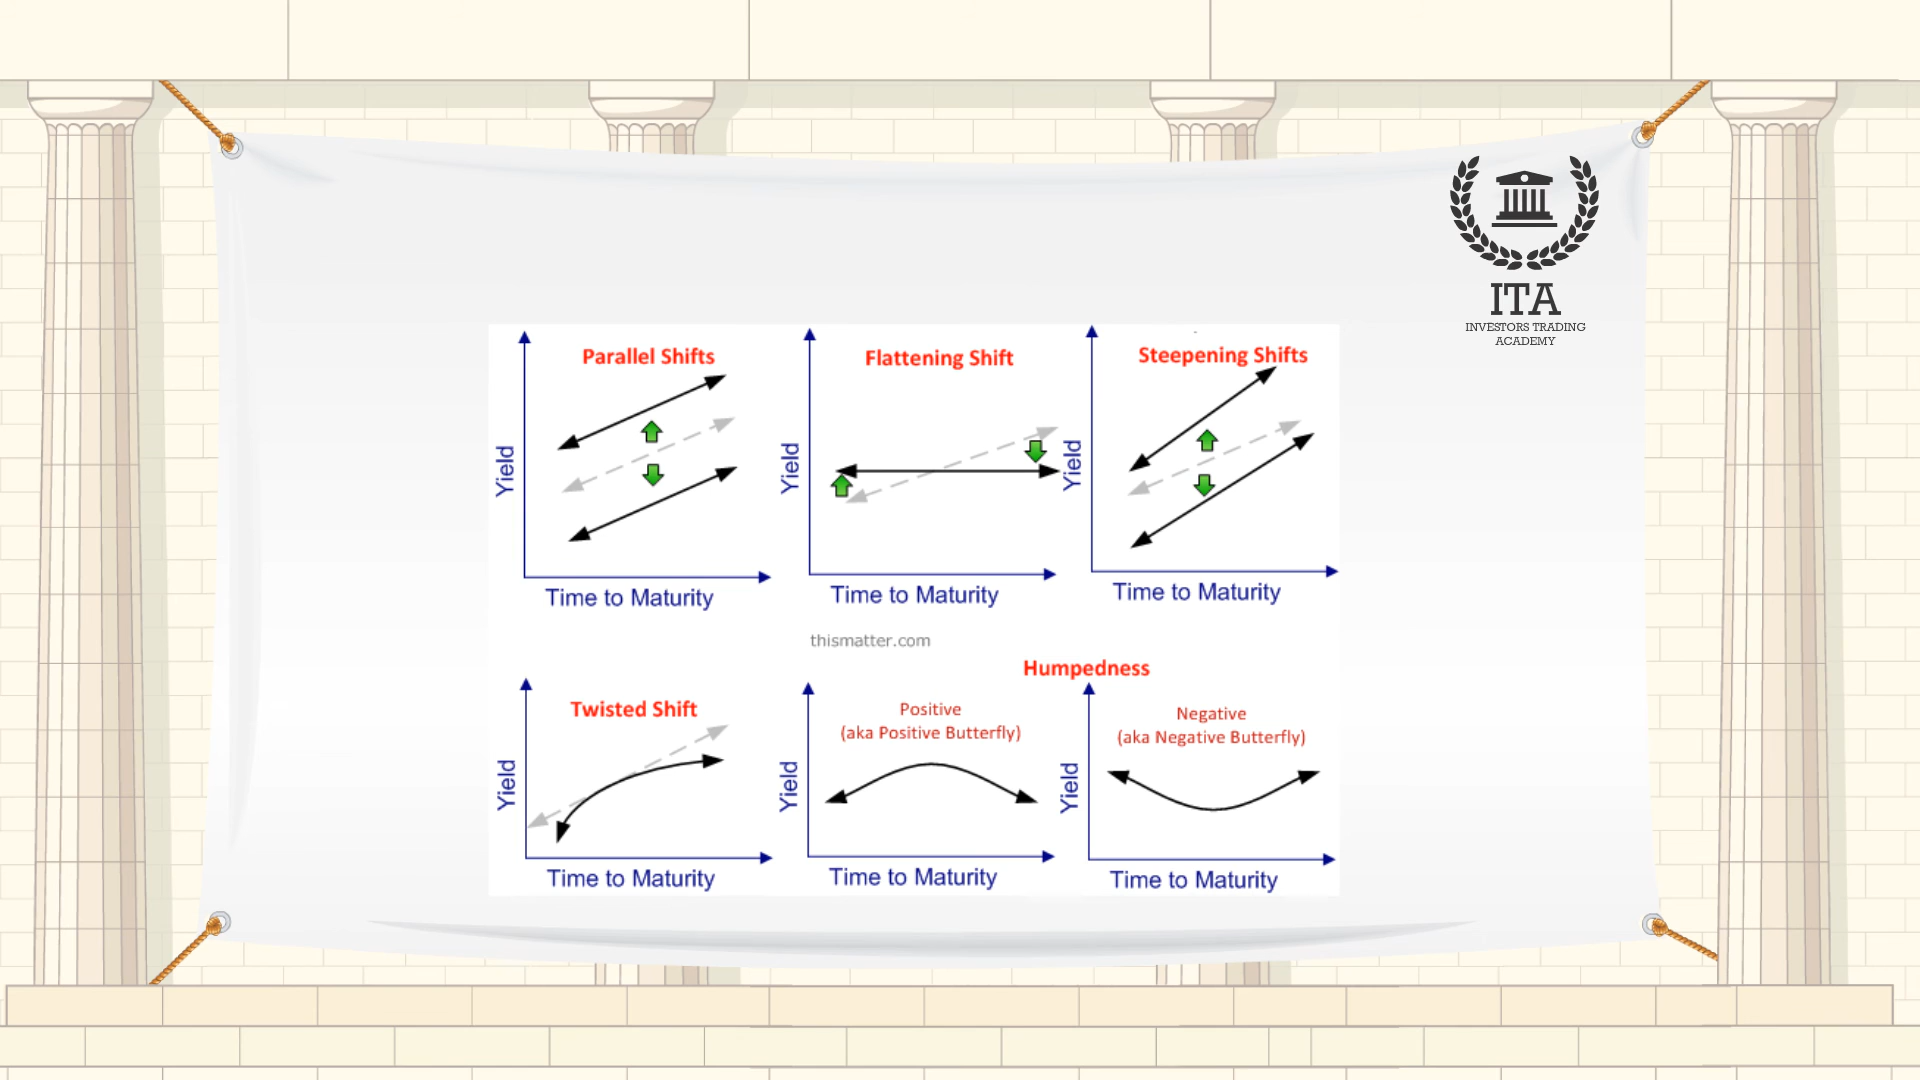 ITA
INVESTORS TRADING
ACADEMY
Parallel Shifts
Yield
Time to Maturity
Flattening Shift
Yield
Time to Maturity
Steepening Shifts
Yield
Time to Maturity
thismatter.com
Humpedness
Twisted Shift
Yield
Time to Maturity
Positive
(aka Positive Butterfly)
Yield
Time to Maturity
Negative
(aka Negative Butterfly)
Yield
Time to Maturity